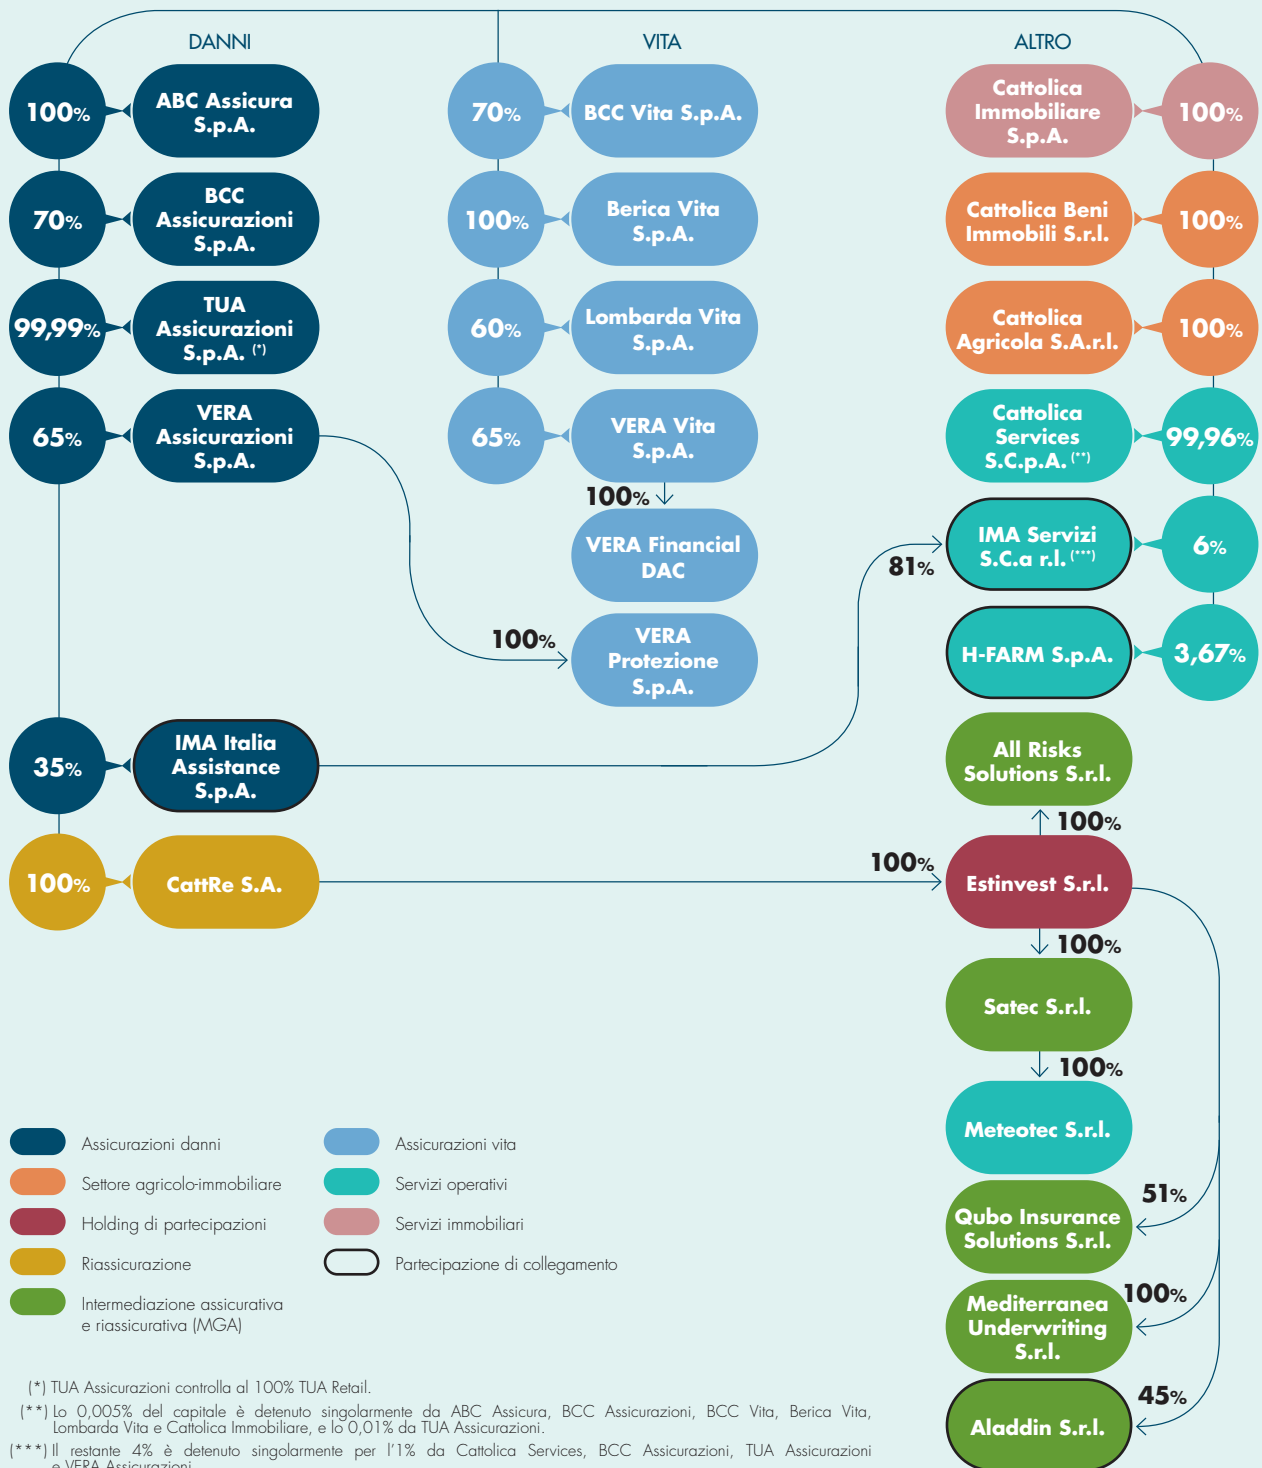 DANNI
VITA
ALTRO
100%
ABC Assicura
S.p.A.
70%
BCC Vita S.p.A.
Cattolica
Immobiliare
S.p.A.
100%
70%
BCC
Assicurazioni
S.p.A.
100%
Berica Vita
S.p.A.
Cattolica Beni
Immobili S.r.l.
100%
99,99%
TUA
Assicurazioni
S.p.A. (*)
60%
Lombarda Vita
S.p.A.
Cattolica
Agricola S.A.r.l.
100%
65%
VERA
Assicurazioni
S.p.A.
65%
VERA Vita
S.p.A.
Cattolica
Services
S.C.p.A. (**)
99,96%
100%
VERA Financial
DAC
81%
IMA Servizi
S.C.a r.l. (***)
6%
100%
VERA
Protezione
S.p.A.
H-FARM S.p.A.
3,67%
35%
IMA Italia
Assistance
S.p.A.
All Risks
Solutions S.r.l.
100%
100%
CattRe S.A.
100%
Estinvest S.r.l.
100%
Satec S.r.l.
100%
Meteotec S.r.l.
51%
Qubo Insurance
Solutions S.r.l.
100%
Mediterranea
Underwriting
S.r.l.
45%
Aladdin S.r.l.
Assicurazioni danni
Settore agricolo-immobiliare
Holding di partecipazioni
Riassicurazione
Intermediazione assicurativa
e riassicurativa (MGA)
Assicurazioni vita
Servizi operativi
Servizi immobiliari
Partecipazione di collegamento
(*) TUA Assicurazioni controlla al 100% TUA Retail.
(**) Lo 0,005% del capitale è detenuto singolarmente da ABC Assicura, BCC Assicurazioni, BCC Vita, Berica Vita,
Lombarda Vita e Cattolica Immobiliare, e lo 0,01% da TUA Assicurazioni.
(***) Il restante 4% è detenuto singolarmente per l'1% da Cattolica Services, BCC Assicurazioni, TUA Assicurazioni
e VERA Assicurazioni.